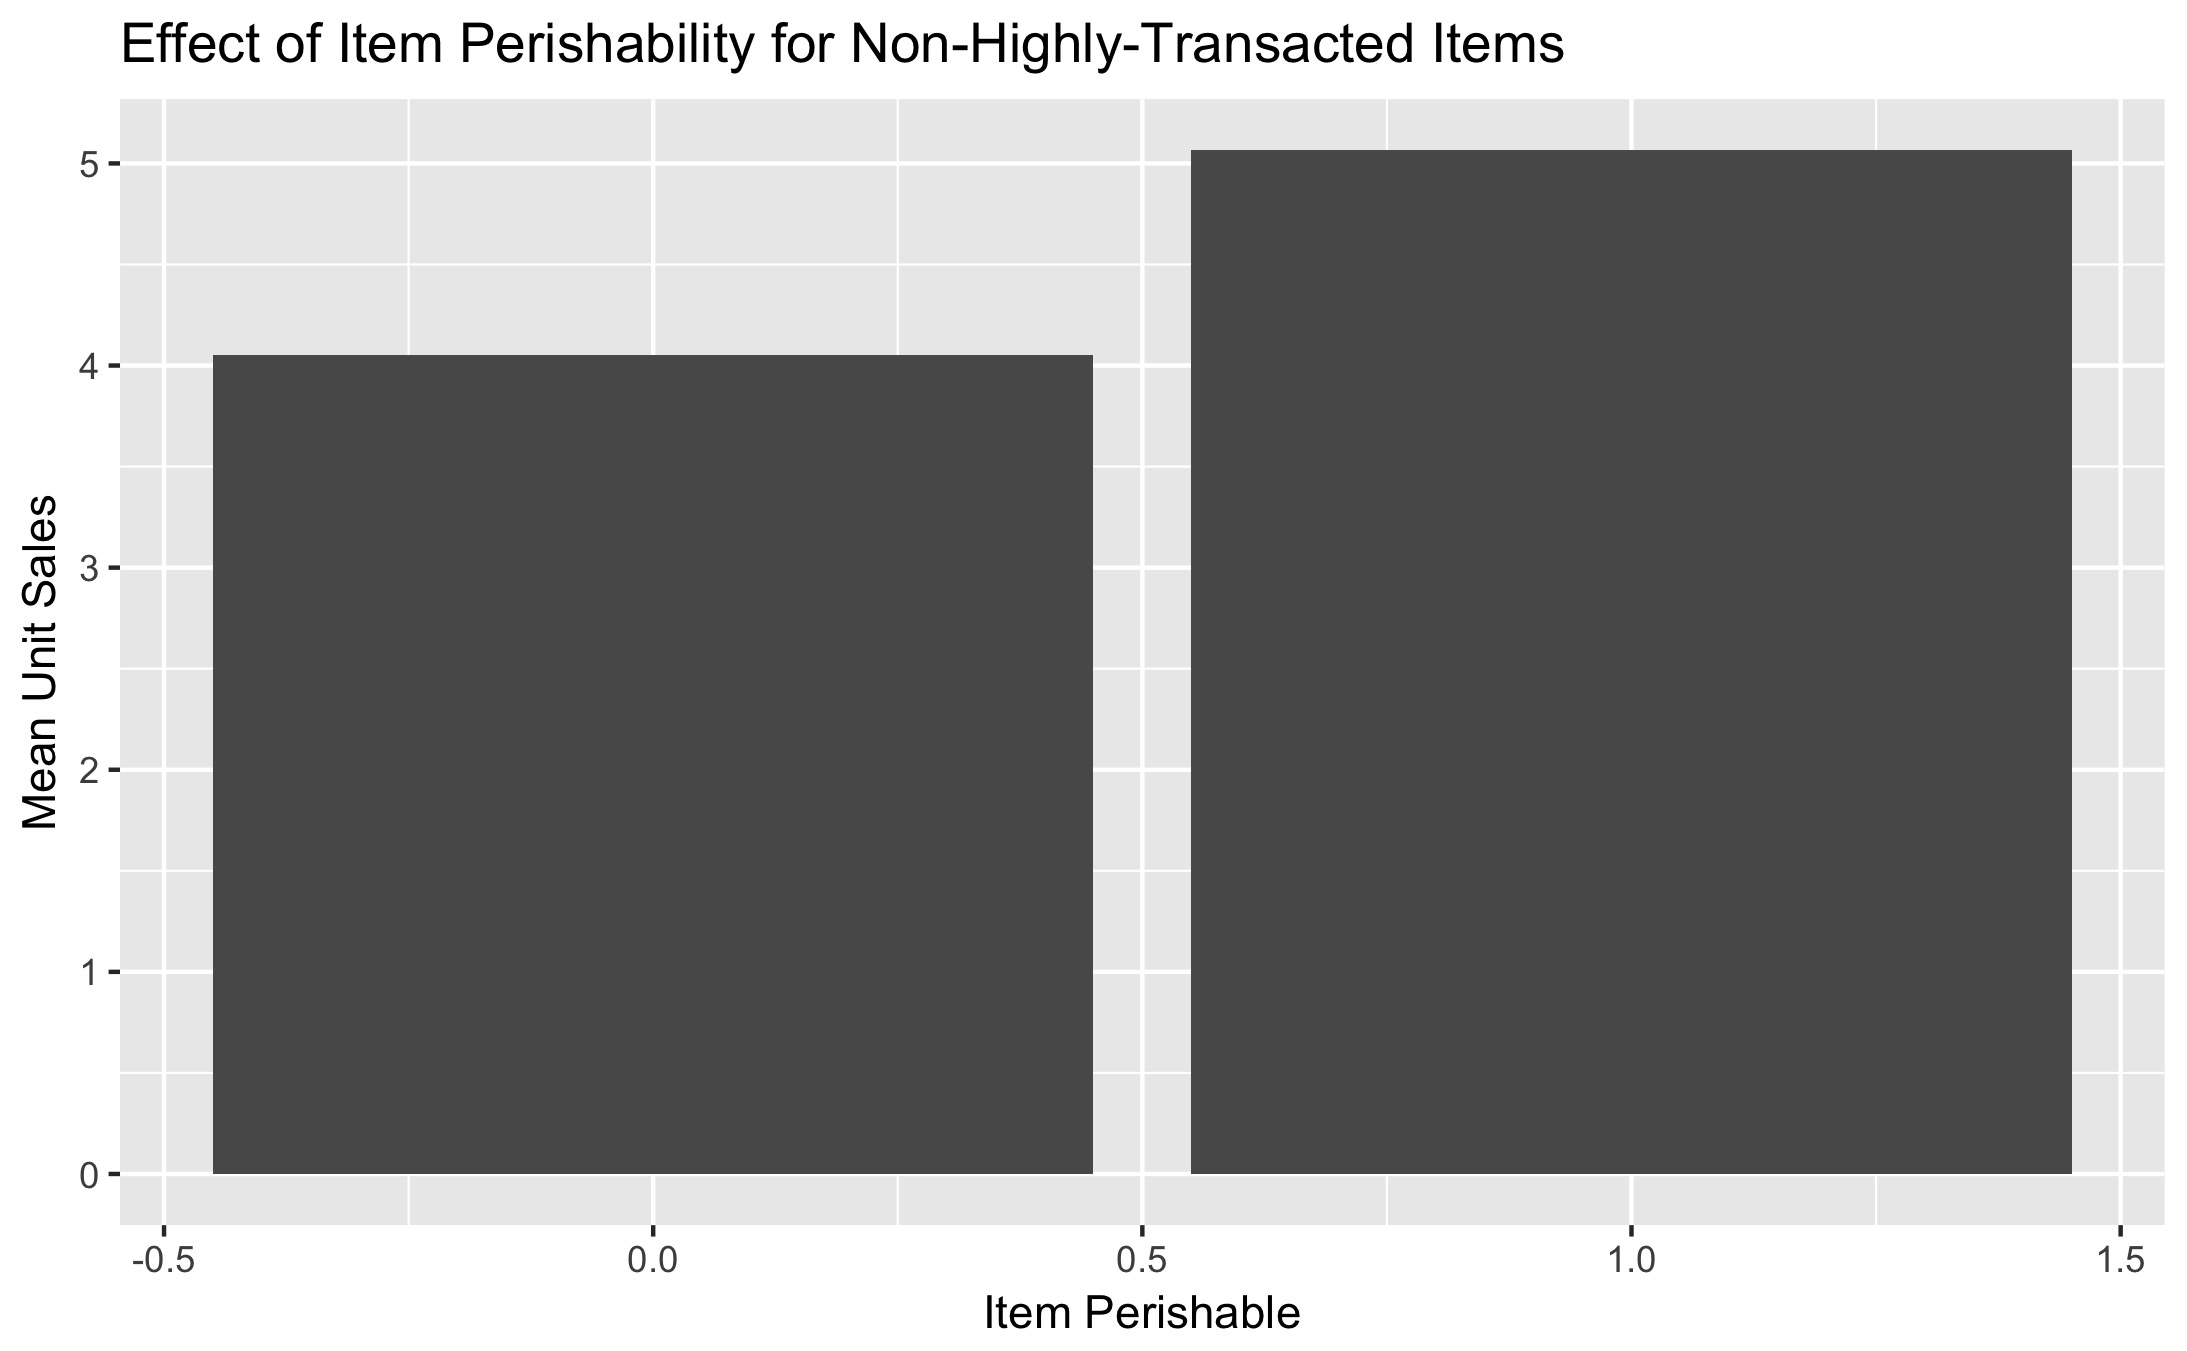 Effect of Item Perishability for Non-Highly-Transacted Items
Mean Unit Sales
5
4
3
2
1
0
-0.5 0.0 0.5 1.0 1.5
Item Perishable